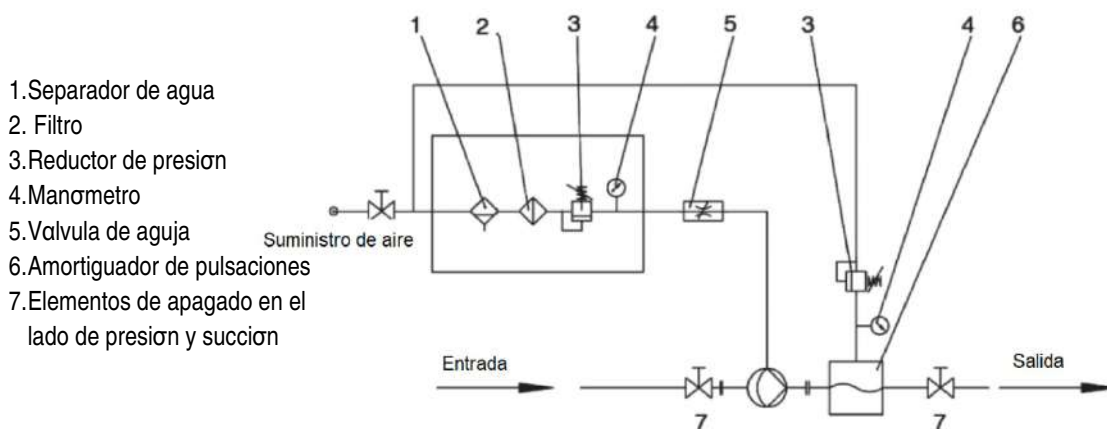 1 2 3 4 5 3 4 6
1.Separador de agua
2. Filtro
3.Reductor de presiσn
4.Manσmetro
5.Vαlvula de aguja
6.Amortiguador de pulsaciones
7.Elementos de apagado en el
lado de presiσn y succiσn
Suministro de aire
Entrada
Salida
7 7